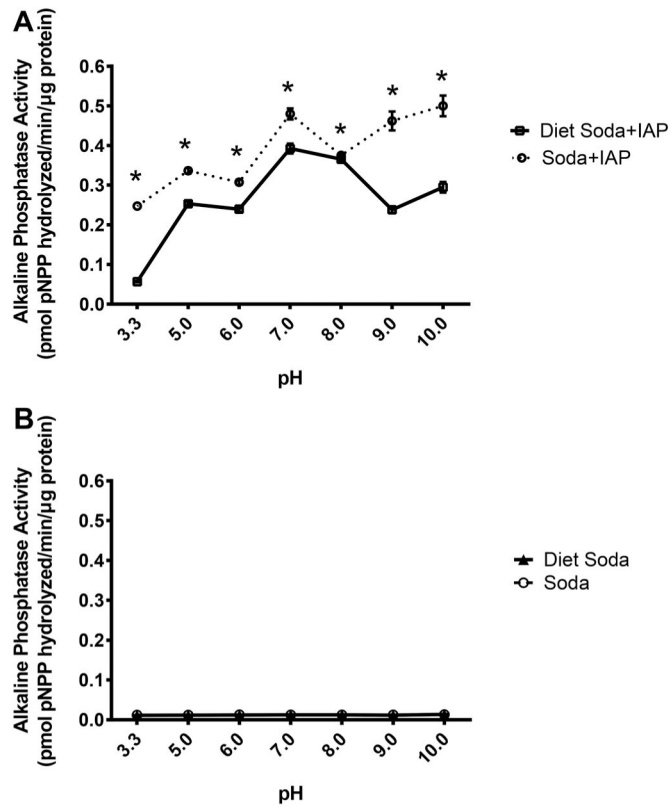 A
Alkaline Phosphatase Activity
(pmol pNPP hydrolyzed/min/µg protein)
0.6
0.5
0.4
0.3
0.2
0.1
0.0
* * * * * * *
3.3 5.0 6.0 7.0 8.0 9.0 10.0
pH
Diet Soda+IAP
Soda+IAP
B
Alkaline Phosphatase Activity
(pmol pNPP hydrolyzed/min/µg protein)
0.6
0.5
0.4
0.3
0.2
0.1
0.0
3.3 5.0 6.0 7.0 8.0 9.0 10.0
pH
Diet Soda
Soda